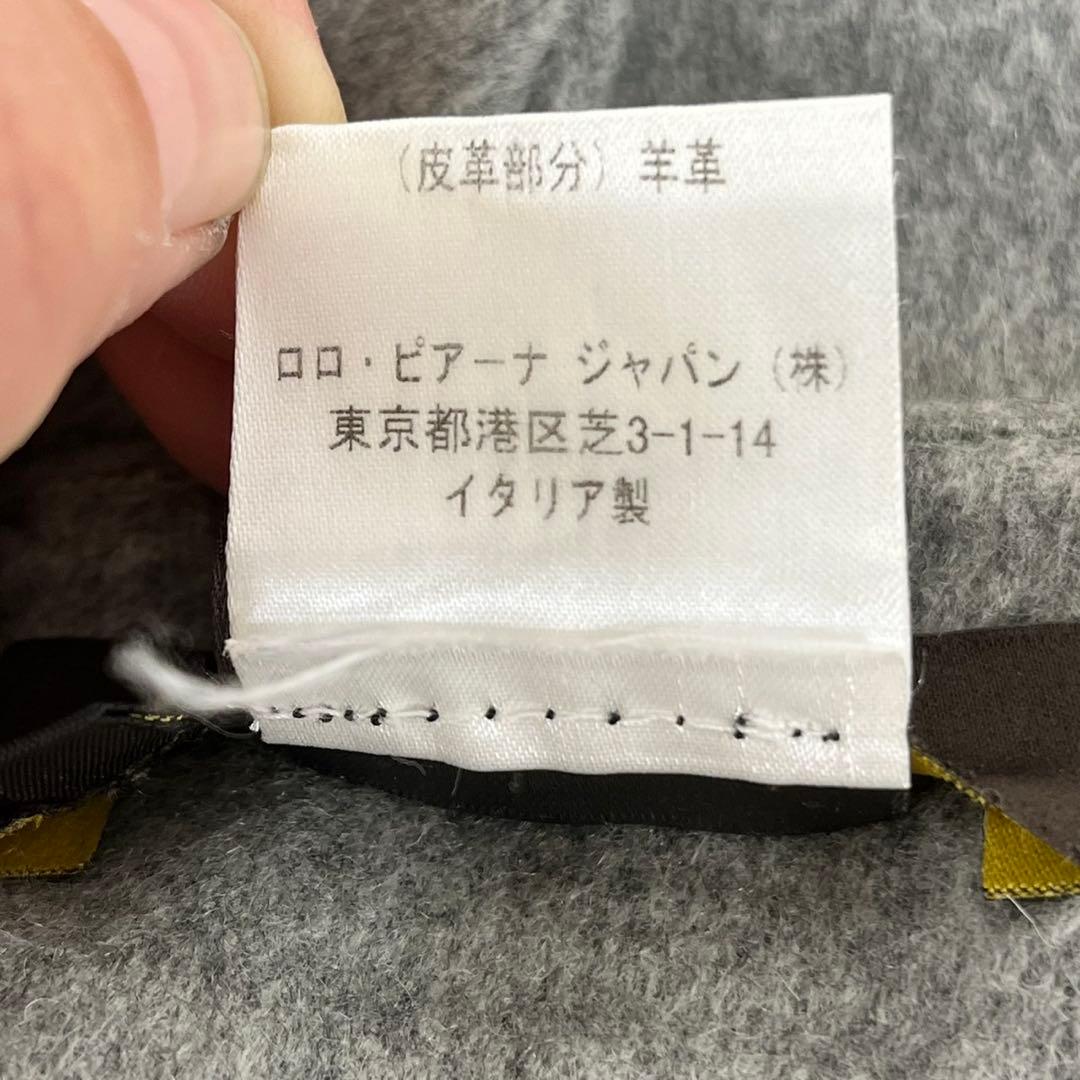 (皮革部分) 羊革
ロロ・ピアーナ ジャパン (株)
東京都港区芝3-1-14
イタリア製